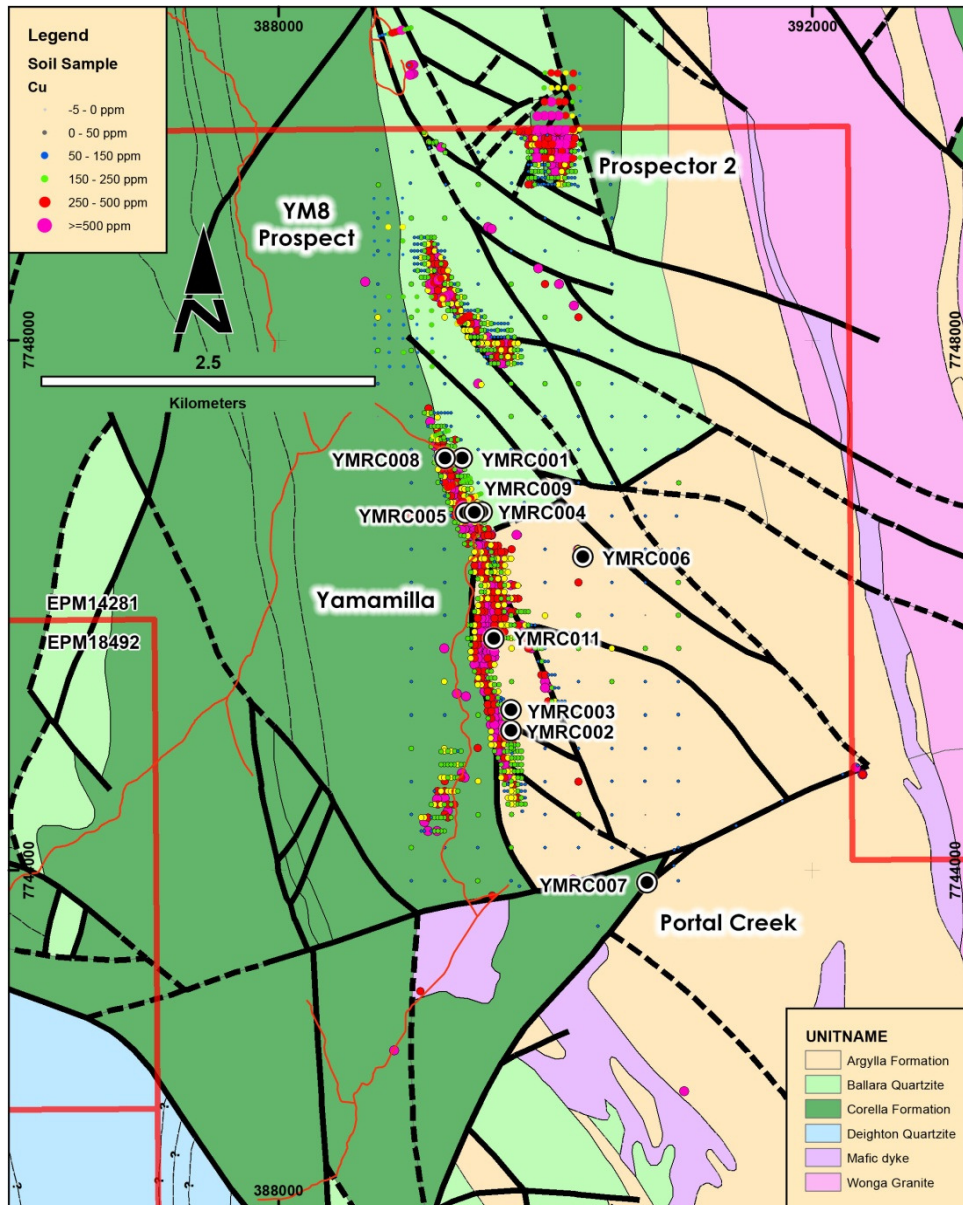 388000
392000
Legend
Soil Sample
Cu
-5 - 0 ppm
0 - 50 ppm
50 - 150 ppm
150 - 250 ppm
250 - 500 ppm
>=500 ppm
Prospector 2
YM8
Prospect
N
7748000
7748000
2.5
Kilometers
YMRC008
YMRC001
YMRC009
YMRC005
YMRC004
YMRC006
Yamamilla
EPM14281
EPM18492
YMRC011
YMRC003
YMRC002
7744000
7744000
YMRC007
Portal Creek
UNITNAME
Argylla Formation
Ballara Quartzite
Corella Formation
Deighton Quartzite
Mafic dyke
Wonga Granite
388000